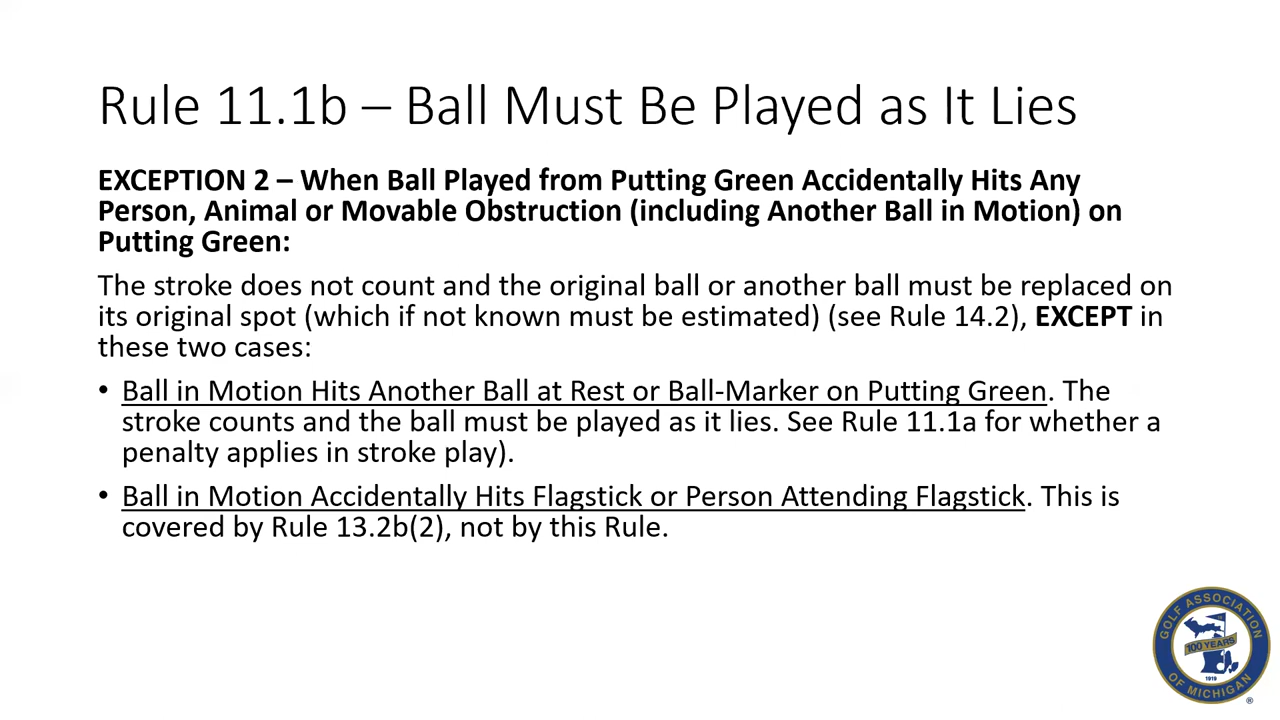 Rule 11.1b – Ball Must Be Played as It Lies
EXCEPTION 2 – When Ball Played from Putting Green Accidentally Hits Any
Person, Animal or Movable Obstruction (including Another Ball in Motion) on
Putting Green:
The stroke does not count and the original ball or another ball must be replaced on
its original spot (which if not known must be estimated) (see Rule 14.2), EXCEPT in
these two cases:
• Ball in Motion Hits Another Ball at Rest or Ball-Marker on Putting Green. The
stroke counts and the ball must be played as it lies. See Rule 11.1a for whether a
penalty applies in stroke play).
• Ball in Motion Accidentally Hits Flagstick or Person Attending Flagstick. This is
covered by Rule 13.2b(2), not by this Rule.
GOLF ASSOCIATION
100 YEARS
1919
OF MICHIGAN
®